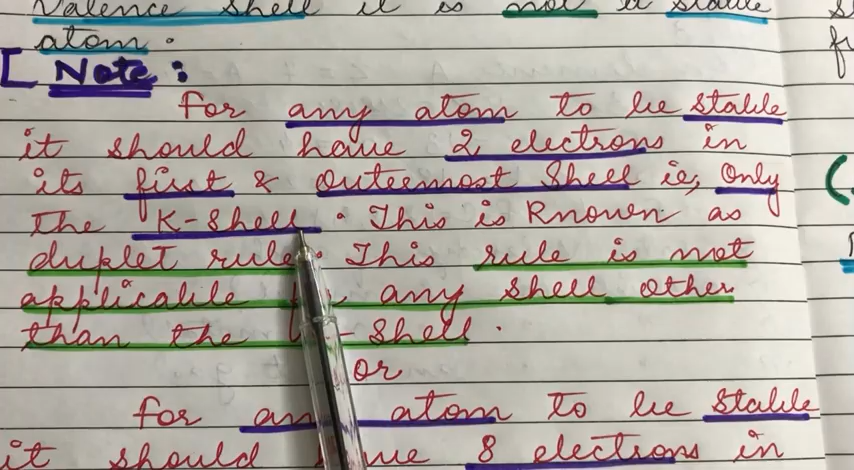 Valence shell it is not a stable
atom.
[Note:
For any atom to be stable
it should have 2 electrons in
its first & outermost shell ie, only
the K-shell. This is known as
duplet rule. This rule is not
applicable any shell other
than the -shell.
or
For an atom to be stable
it should 8 electrons in